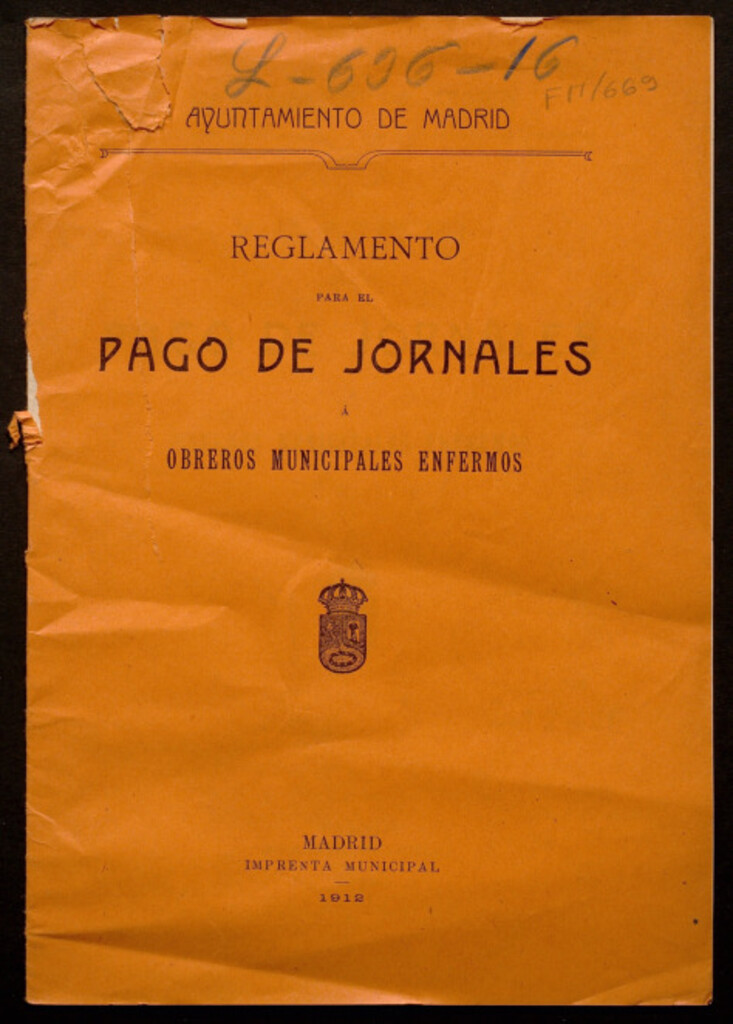 L-696-16
FM/669
AYUNTAMIENTO DE MADRID
REGLAMENTO
PARA EL
PAGO DE JORNALES
Á
OBREROS MUNICIPALES ENFERMOS
MADRID
IMPRENTA MUNICIPAL
1912